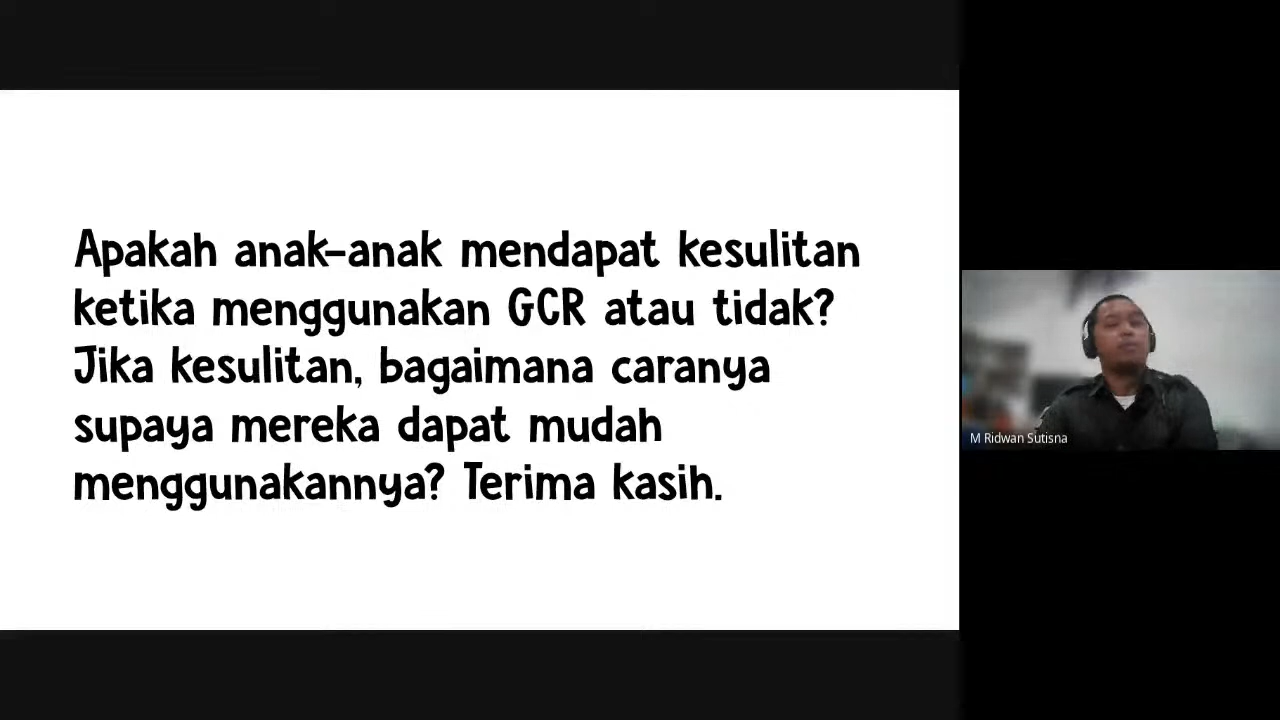 Apakah anak-anak mendapat kesulitan
ketika menggunakan GCR atau tidak?
Jika kesulitan, bagaimana caranya
supaya mereka dapat mudah
menggunakannya? Terima kasih.
M Ridwan Sutisna